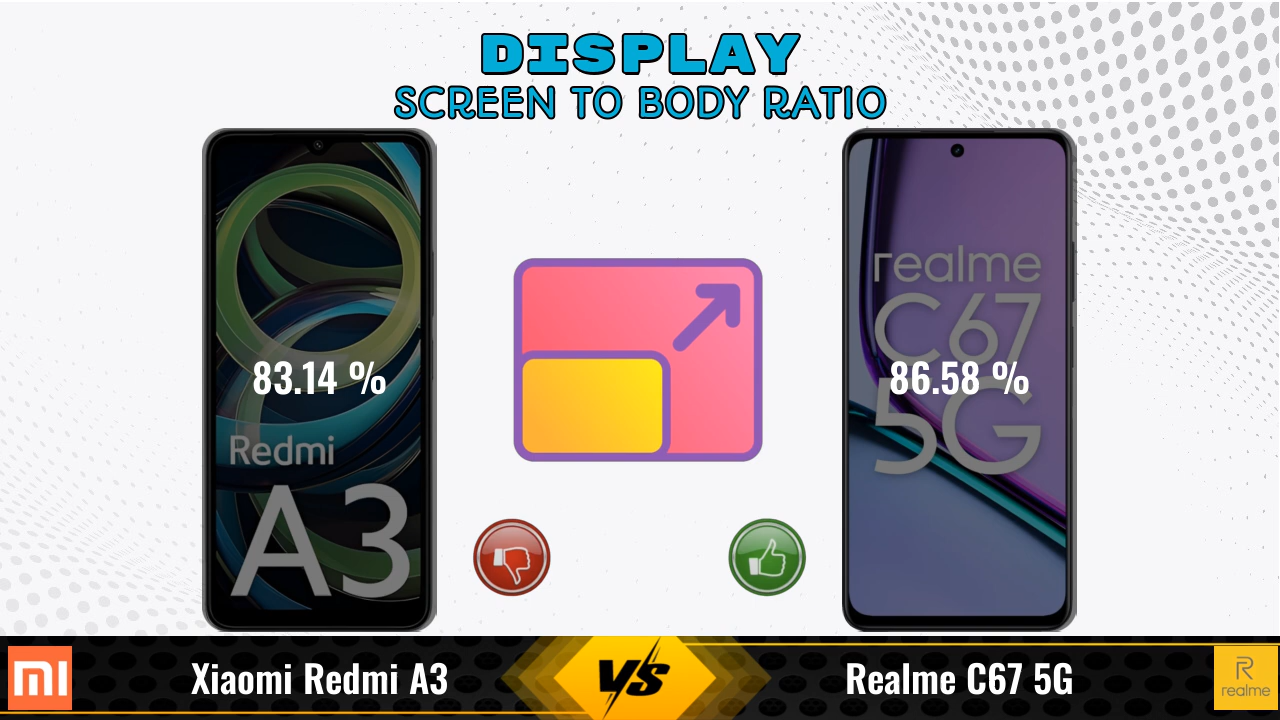 DISPLAY
SCREEN TO BODY RATIO
83.14 %
Redmi
A3
realme
C67
86.58 %
5G
Xiaomi Redmi A3
VS
Realme C67 5G
R
realme